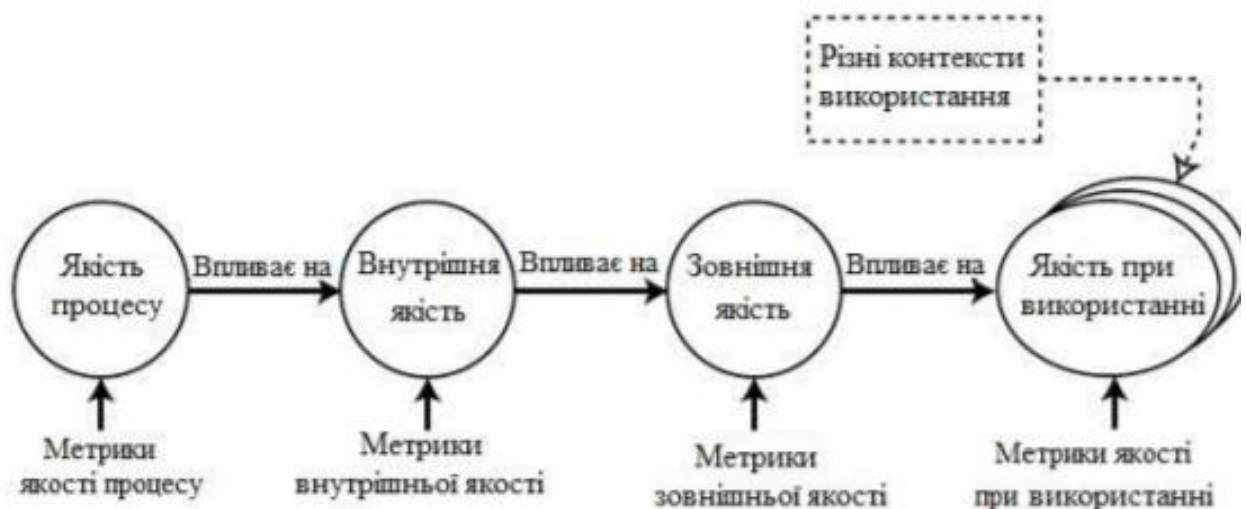 Різні контексти
використання
Якість
процесу
Впливає на
Внутрішня
якість
Впливає на
Зовнішня
якість
Впливає на
Якість при
використанні
Метрики
якості процесу
Метрики
внутрішньої якості
Метрики
зовнішньої якості
Метрики якості
при використанні